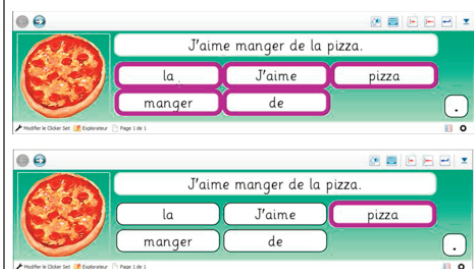 J'aime manger de la pizza.
la J'aime pizza
manger de .
Modifier le Clicker Set Explorateur Page 1 de 1
J'aime manger de la pizza.
la J'aime pizza
manger de .
Modifier le Clicker Set Explorateur Page 1 de 1